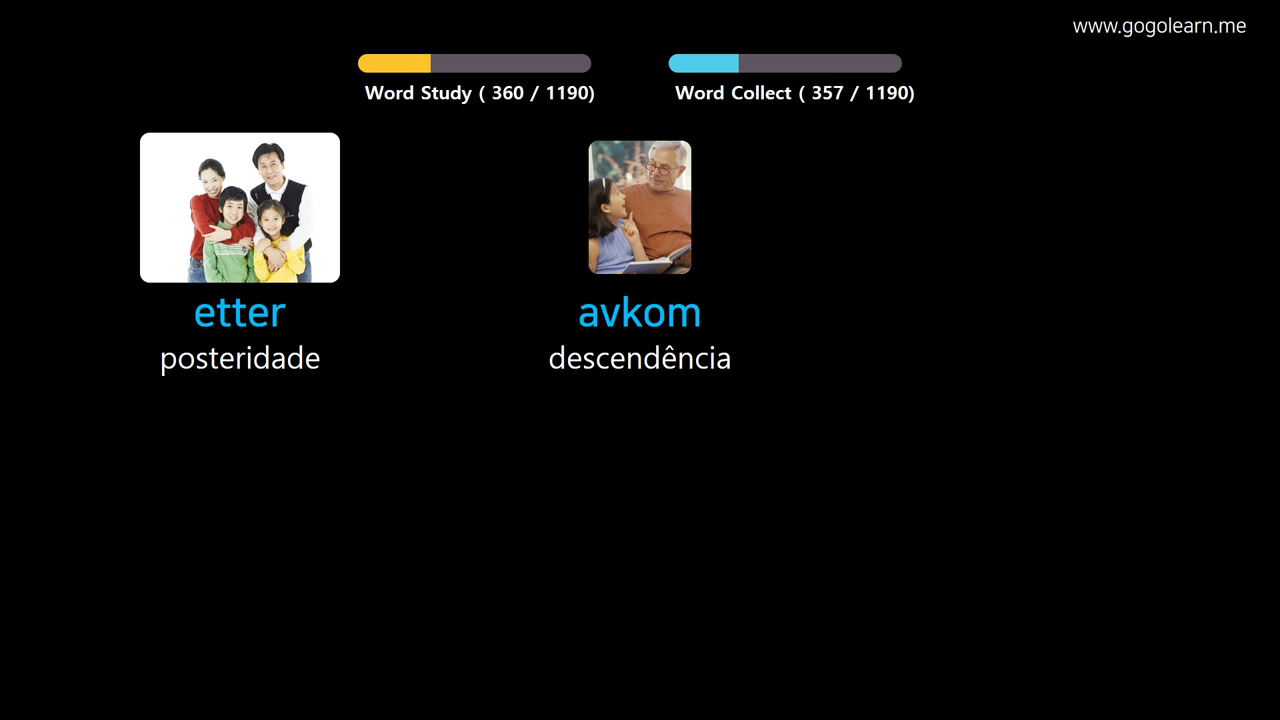 www.gogolearn.me
Word Study ( 360 / 1190)
Word Collect ( 357 / 1190)
etter
posteridade
avkom
descendência